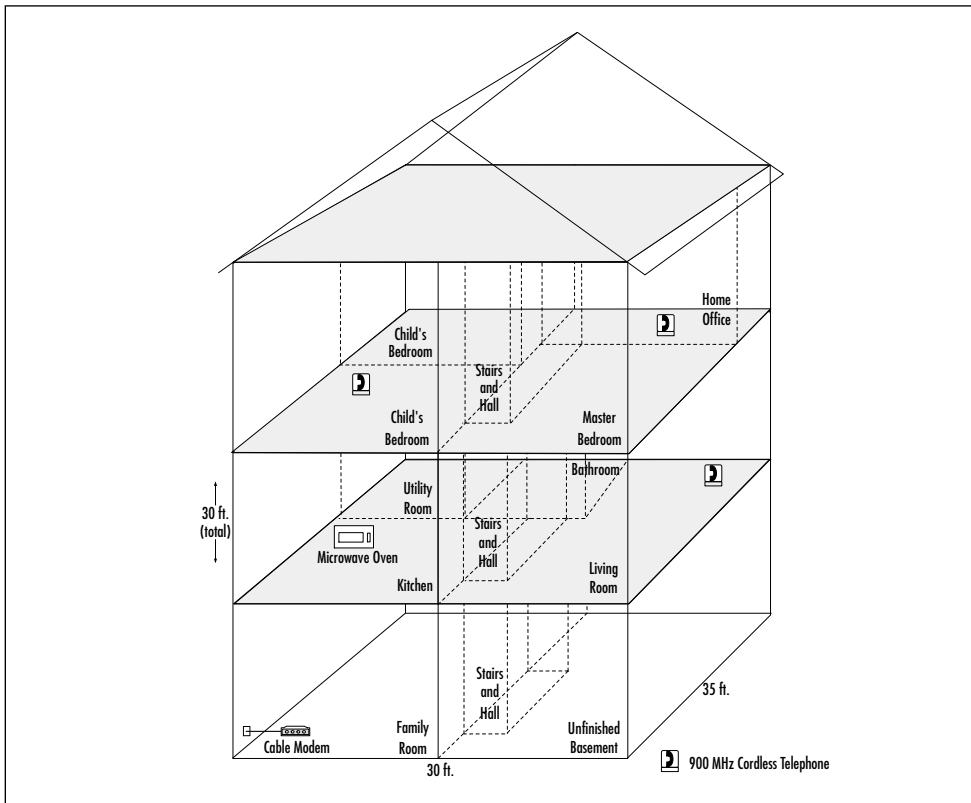 Home
Office
Child's
Bedroom
Stairs
and
Hall
Child's
Bedroom
Master
Bedroom
Bathroom
Utility
Room
30 ft.
(total)
Stairs
and
Hall
Microwave Oven
Kitchen
Living
Room
Stairs
and
Hall
35 ft.
Family
Room
Unfinished
Basement
Cable Modem
30 ft.
900 MHz Cordless Telephone